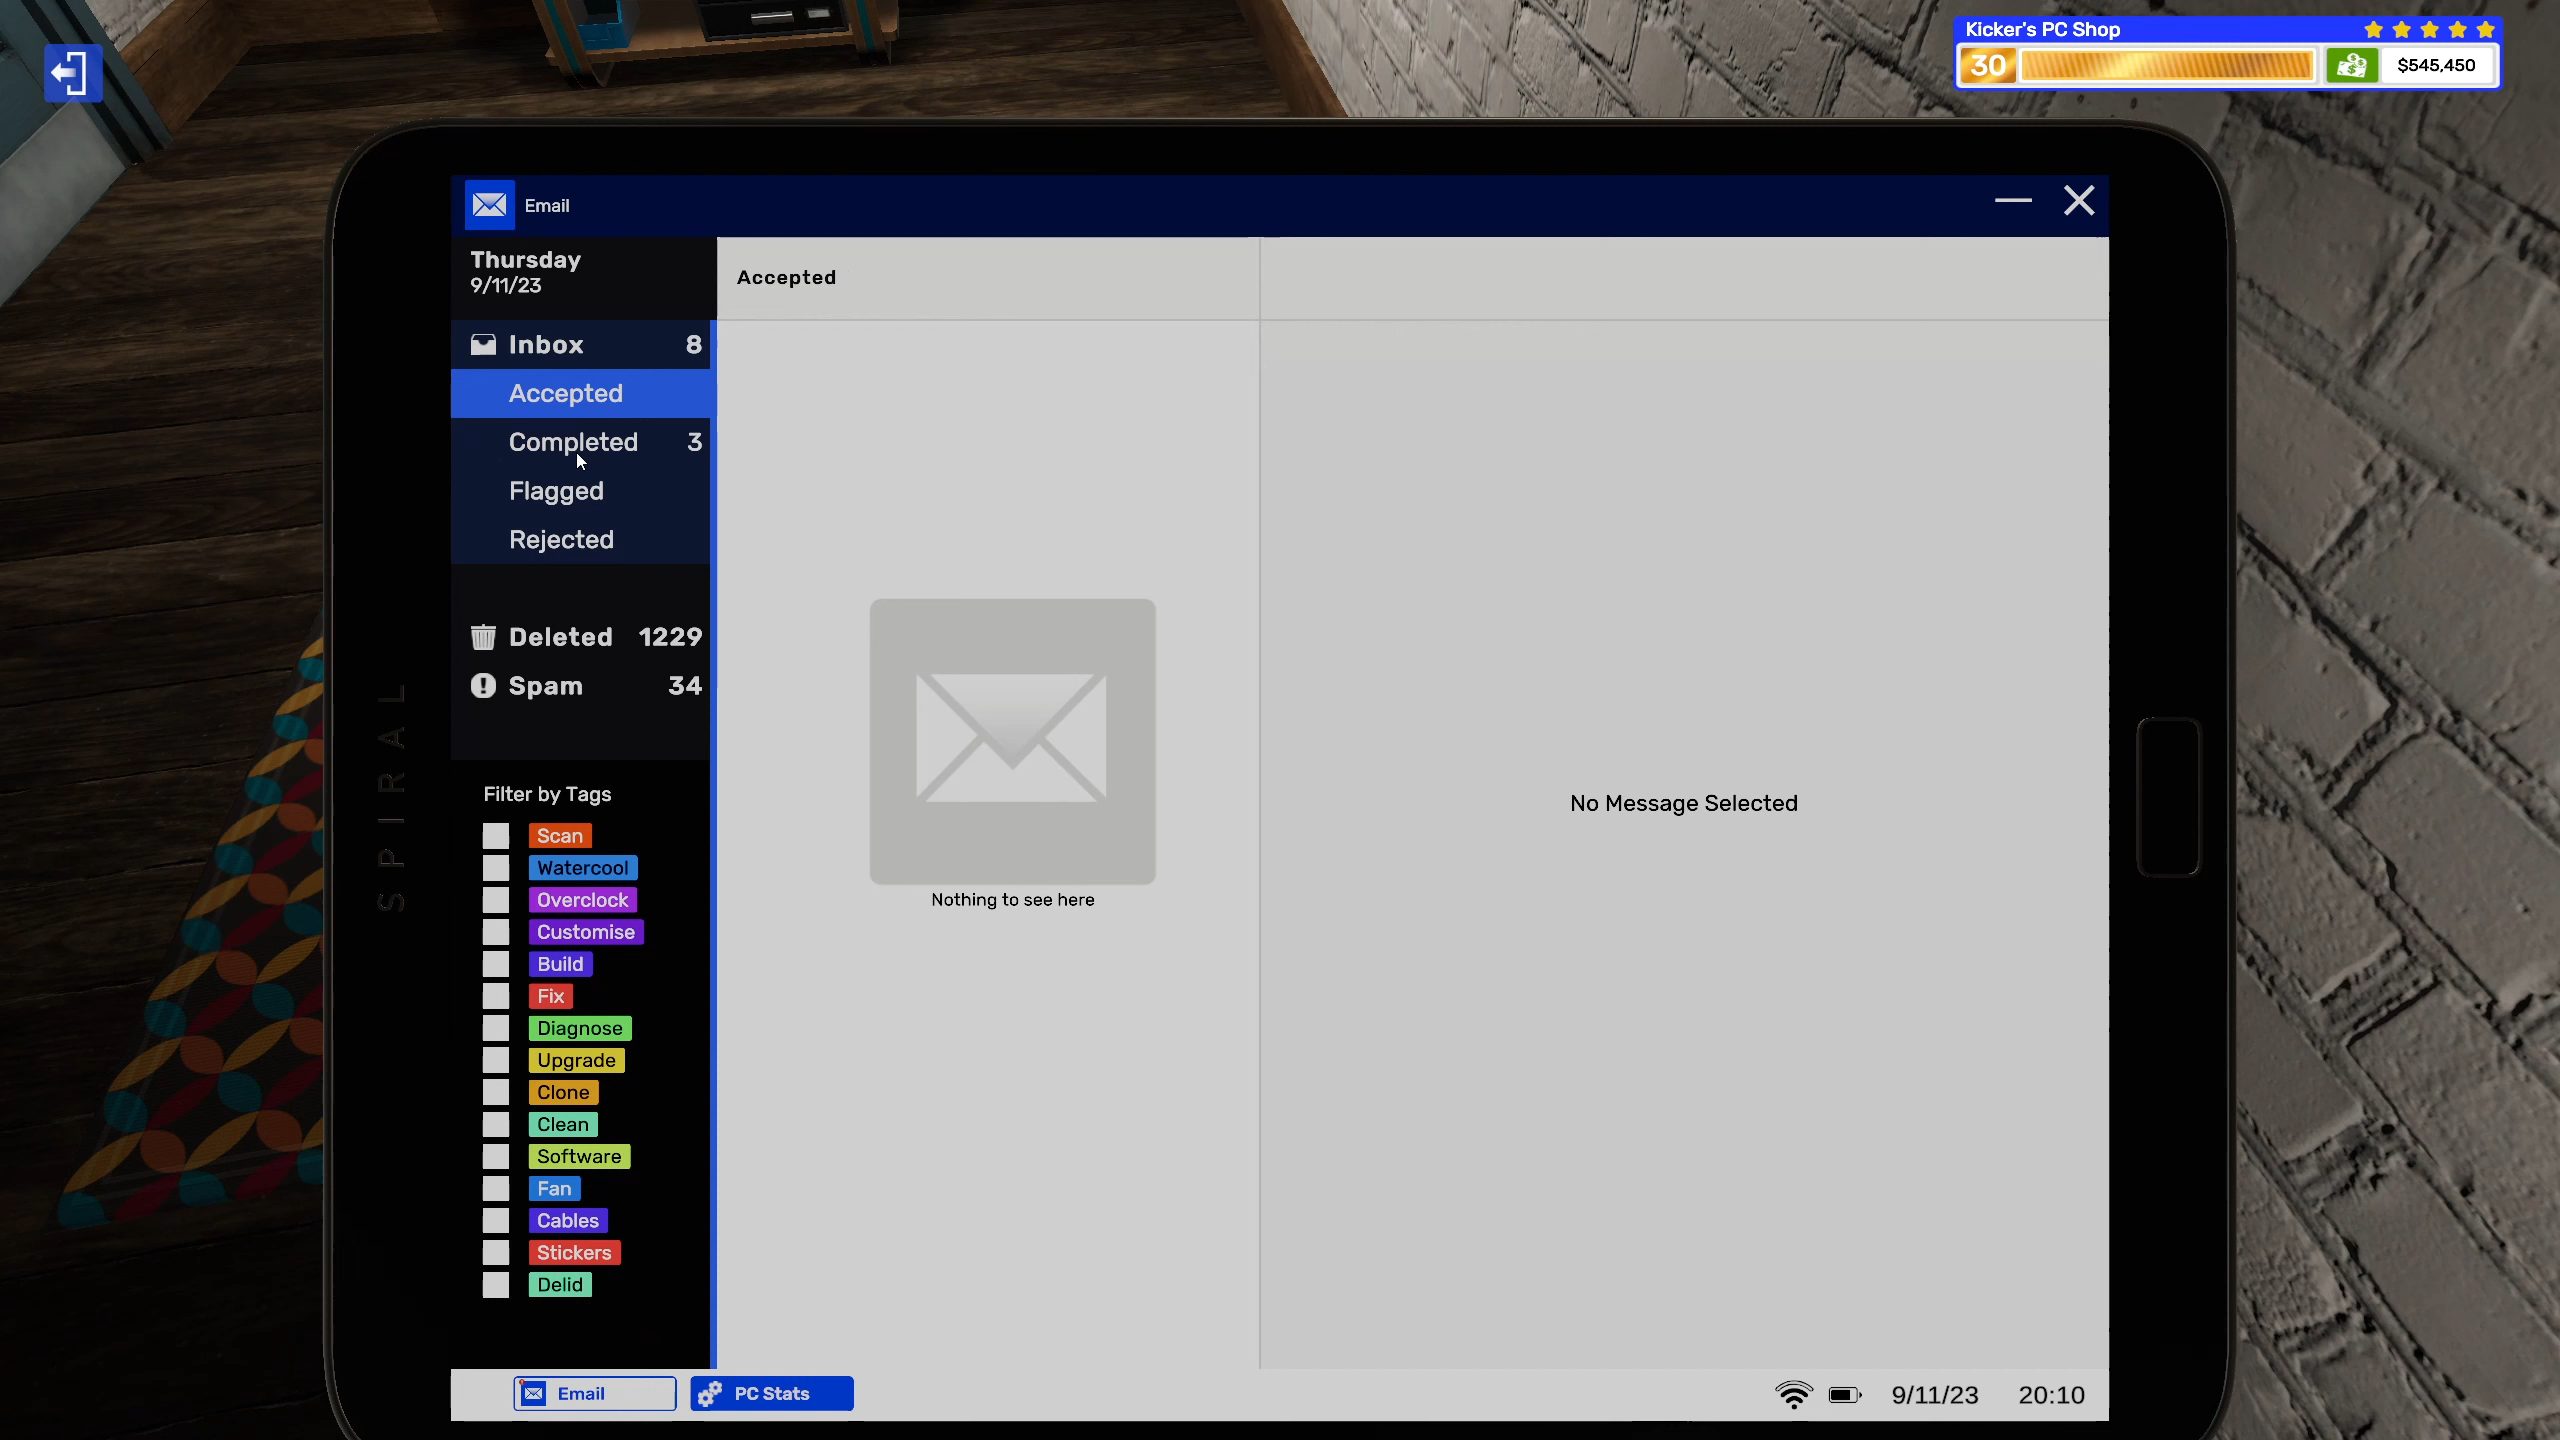 Kicker's PC Shop
30
$545,450
Email
Thursday
9/11/23
Accepted
Inbox 8
Accepted
Completed 3
Flagged
Rejected
Deleted 1229
Spam 34
Filter by Tags
Scan
Watercool
Overclock
Customise
Build
Fix
Diagnose
Upgrade
Clone
Clean
Software
Fan
Cables
Stickers
Delid
Nothing to see here
No Message Selected
SPIRAL
Email
PC Stats
9/11/23
20:10